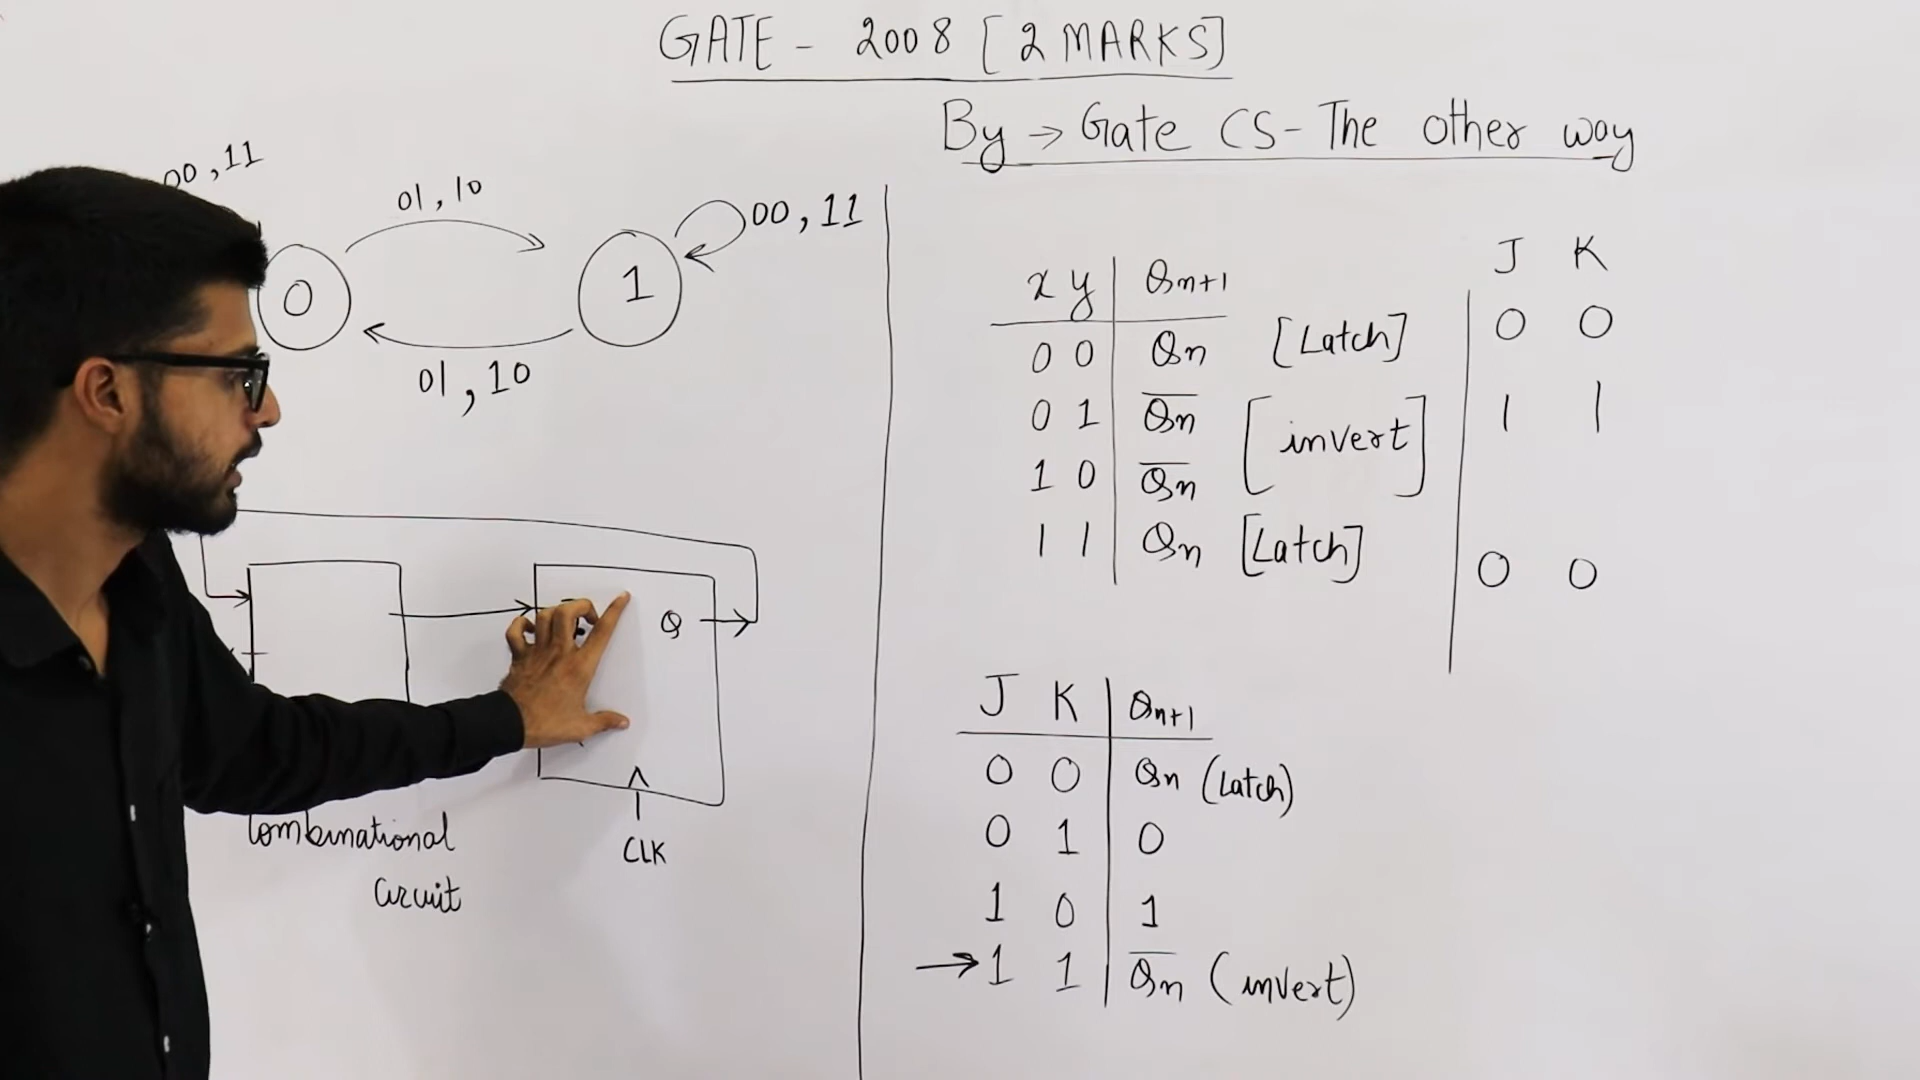 GATE - 2008 [2 MARKS]
By → Gate CS - The other way
00, 11
01, 10
00, 11
0
1
01, 10
Q
CLK
Combinational
Circuit
x y Qn+1 J K
0 0 Qn [Latch] 0 0
0 1 Q̅n [invert] 1 1
1 0 Q̅n
1 1 Qn [Latch] 0 0
J K Qn+1
0 0 Qn (Latch)
0 1 0
1 0 1
→ 1 1 Q̅n (invert)